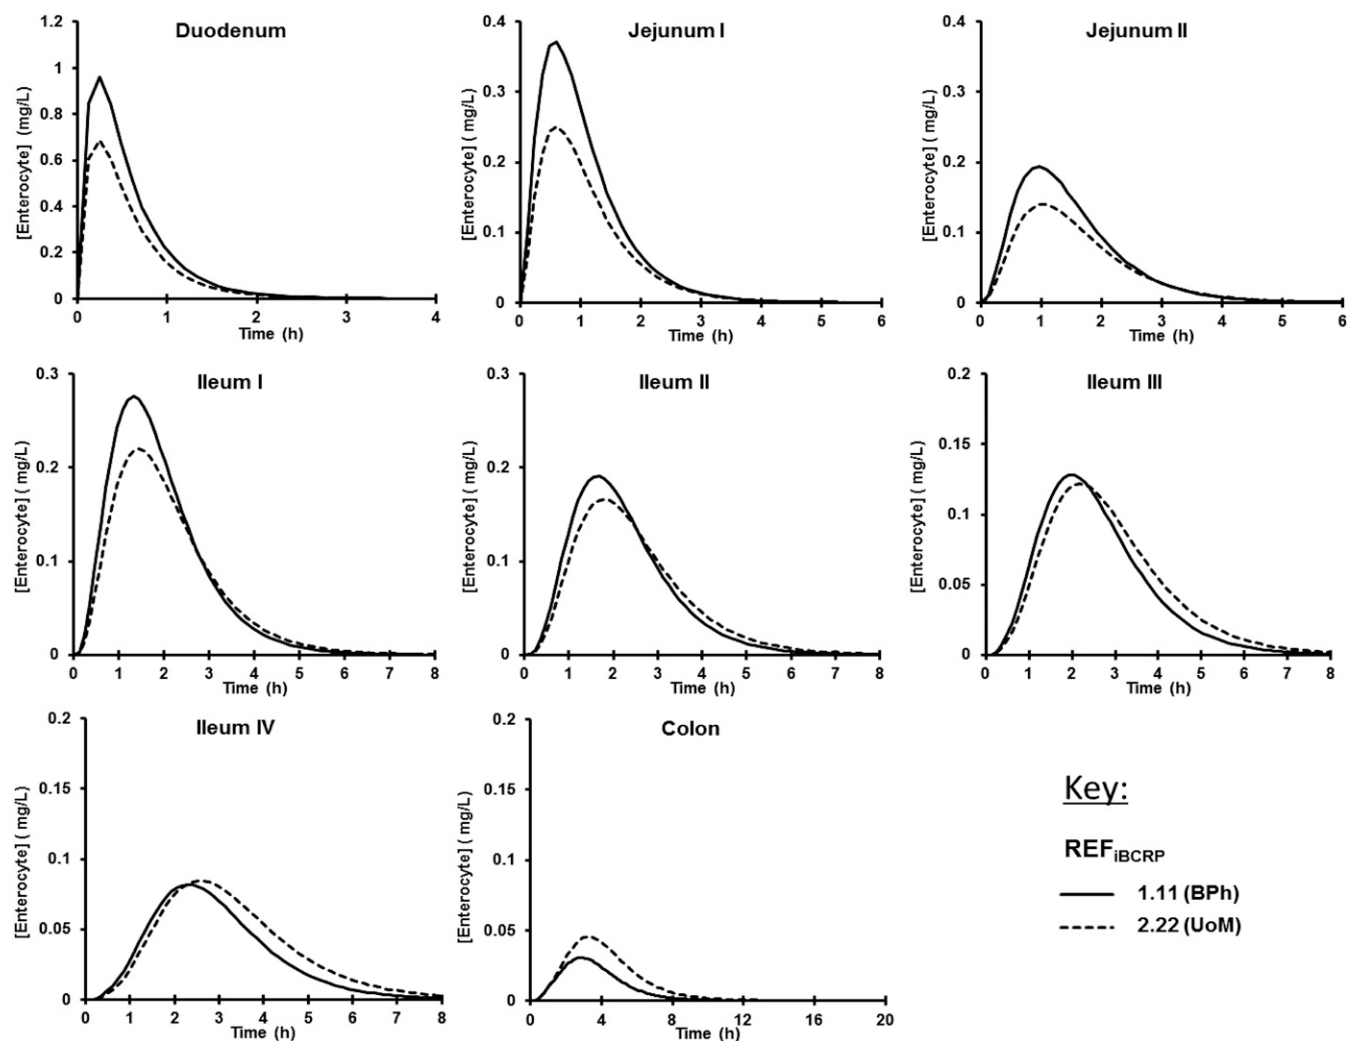 Duodenum
[Enterocyte] (mg/L)
1.2
1
0.8
0.6
0.4
0.2
0
0 1 2 3 4
Time (h)
Jejunum I
[Enterocyte] ( mg/L)
0.4
0.3
0.2
0.1
0
0 1 2 3 4 5 6
Time (h)
Jejunum II
[Enterocyte] ( mg/L)
0.4
0.3
0.2
0.1
0
0 1 2 3 4 5 6
Time (h)
Ileum I
[Enterocyte] ( mg/L)
0.3
0.2
0.1
0
0 1 2 3 4 5 6 7 8
Time (h)
Ileum II
[Enterocyte] ( mg/L)
0.3
0.2
0.1
0
0 1 2 3 4 5 6 7 8
Time (h)
Ileum III
[Enterocyte] ( mg/L)
0.2
0.15
0.1
0.05
0
0 1 2 3 4 5 6 7 8
Time (h)
Ileum IV
[Enterocyte] ( mg/L)
0.2
0.15
0.1
0.05
0
0 1 2 3 4 5 6 7 8
Time (h)
Colon
[Enterocyte] ( mg/L)
0.2
0.15
0.1
0.05
0
0 4 8 12 16 20
Time (h)
Key:
REFiBCRP
1.11 (BPh)
2.22 (UoM)